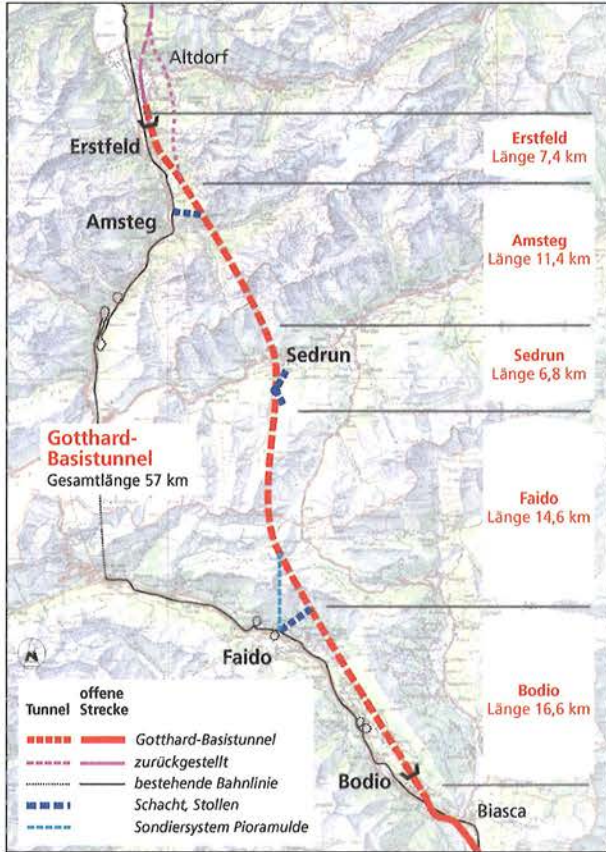 Altdorf
Erstfeld
Erstfeld
Länge 7,4 km
Amsteg
Amsteg
Länge 11,4 km
Sedrun
Sedrun
Länge 6,8 km
Gotthard-
Basistunnel
Gesamtlänge 57 km
Faido
Länge 14,6 km
Faido
N
Bodio
Länge 16,6 km
Bodio
Biasca
Tunnel offene
Strecke
Gotthard-Basistunnel
zurückgestellt
bestehende Bahnlinie
Schacht, Stollen
Sondiersystem Pioramulde